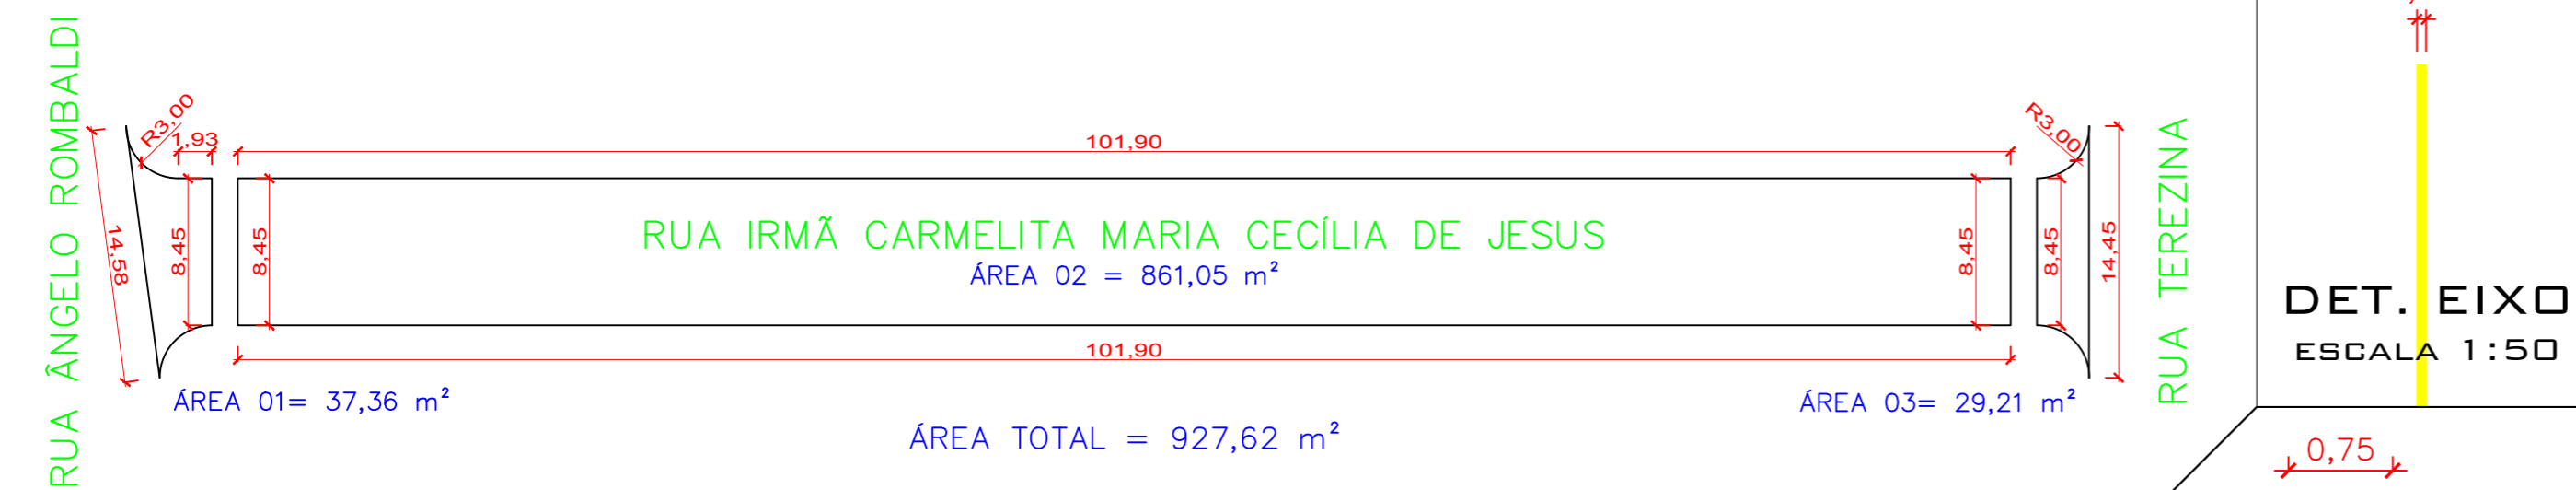 RUA ÂNGELO ROMBALDI
R3,00
1,93
14,58
8,45
8,45
101,90
RUA IRMÃ CARMELITA MARIA CECÍLIA DE JESUS
ÁREA 02 = 861,05 m²
101,90
8,45
8,45
R3,00
14,45
RUA TEREZINA
ÁREA 01= 37,36 m²
ÁREA 03= 29,21 m²
ÁREA TOTAL = 927,62 m²
DET. EIXO
ESCALA 1:50
0,75